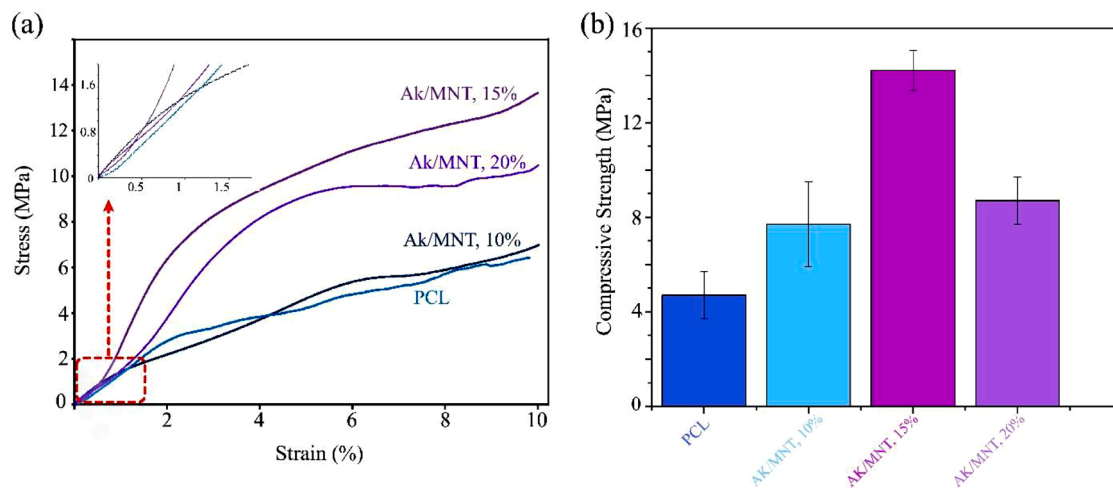 (a)
Stress (MPa)
14
12
10
8
6
4
2
0
1.6
0.8
0
0.5
1
1.5
Ak/MNT, 15%
Ak/MNT, 20%
Ak/MNT, 10%
PCL
2
4
6
8
10
Strain (%)
(b)
Compressive Strength (MPa)
16
12
8
4
0
PCL
AK/MNT, 10%
AK/MNT, 15%
AK/MNT, 20%